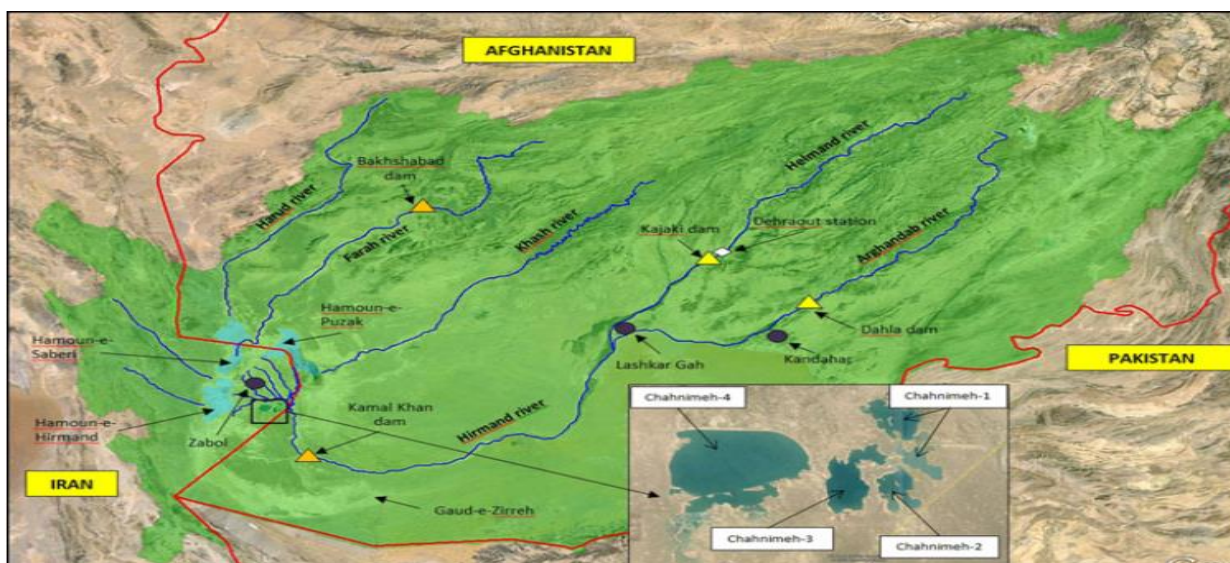 AFGHANISTAN
Bakhshabad
dam
Harud river
Farah river
Khash river
Helmand river
Dehraout station
Kajaki dam
Arghandab river
Hamoun-e-
Puzak
Hamoun-e-
Saberi
Dahla dam
Lashkar Gah
Kandahar
PAKISTAN
Kamal Khan
dam
Hirmand river
Hamoun-e-
Hirmand
Zabol
IRAN
Gaud-e-Zirreh
Chahnimeh-4
Chahnimeh-1
Chahnimeh-3
Chahnimeh-2